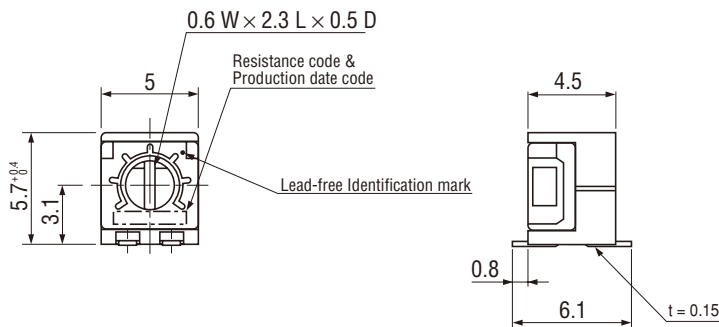 0.6 W × 2.3 L × 0.5 D
Resistance code &
Production date code
5
4.5
5.7 +0.4 0
3.1
Lead-free Identification mark
0.8
6.1
t = 0.15